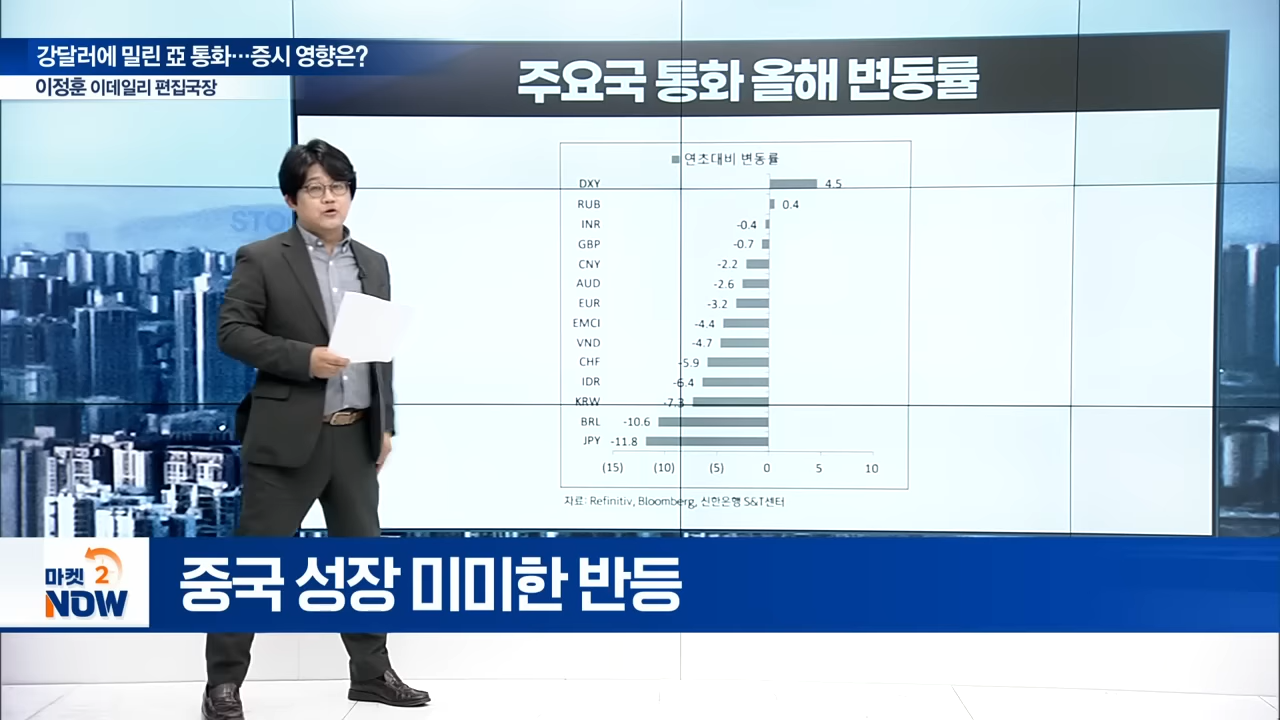 강달러에 밀린 亞 통화…증시 영향은?
이정훈 이데일리 편집국장
주요국 통화 올해 변동률
연초대비 변동률
DXY 4.5
RUB 0.4
INR -0.4
GBP -0.7
CNY -2.2
AUD -2.6
EUR -3.2
EMCI -4.4
VND -4.7
CHF -5.9
IDR -6.4
KRW -7.3
BRL -10.6
JPY -11.8
(15) (10) (5) 0 5 10
자료: Refinitiv, Bloomberg, 신한은행 S&T센터
STO
마켓 2
NOW
중국 성장 미미한 반등